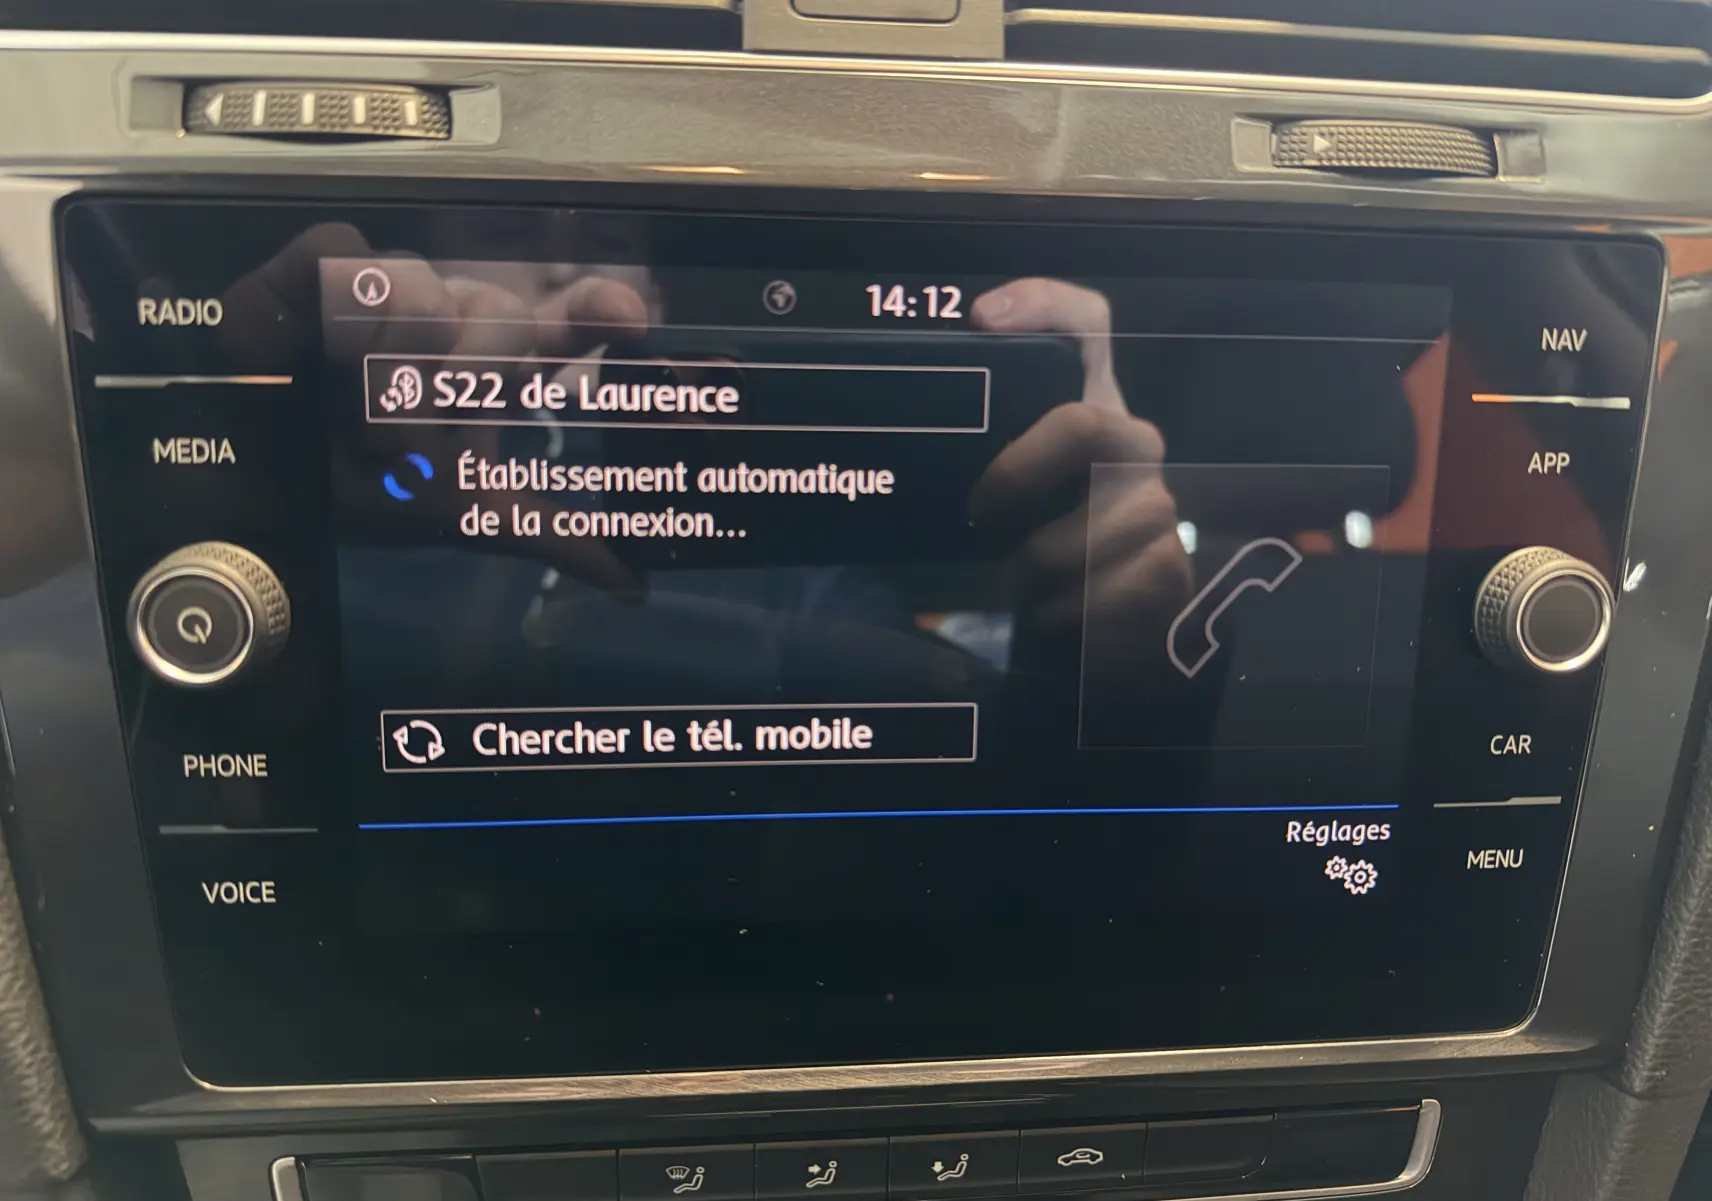 14:12
RADIO
NAV
S22 de Laurence
MEDIA
APP
Établissement automatique
de la connexion...
Chercher le tél. mobile
PHONE
CAR
Réglages
VOICE
MENU